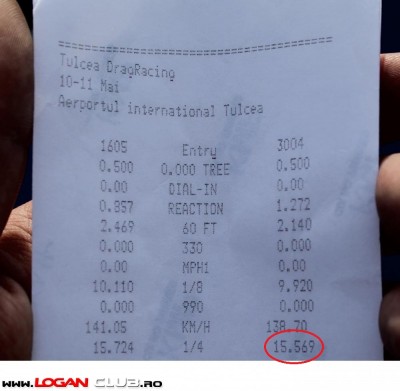 ================================
Tulcea DragRacing
10-11 Mai
Aerportul international Tulcea
1605 Entry 3004
0.500 0.000 TREE 0.500
0.00 DIAL-IN 0.00
0.857 REACTION 1.272
2.469 60 FT 2.140
0.000 330 0.000
0.00 MPH1 0.00
10.110 1/8 9.920
0.000 990 0.000
141.05 KM/H 138.70
15.724 1/4 15.569
www.LOGAN CLUB.RO